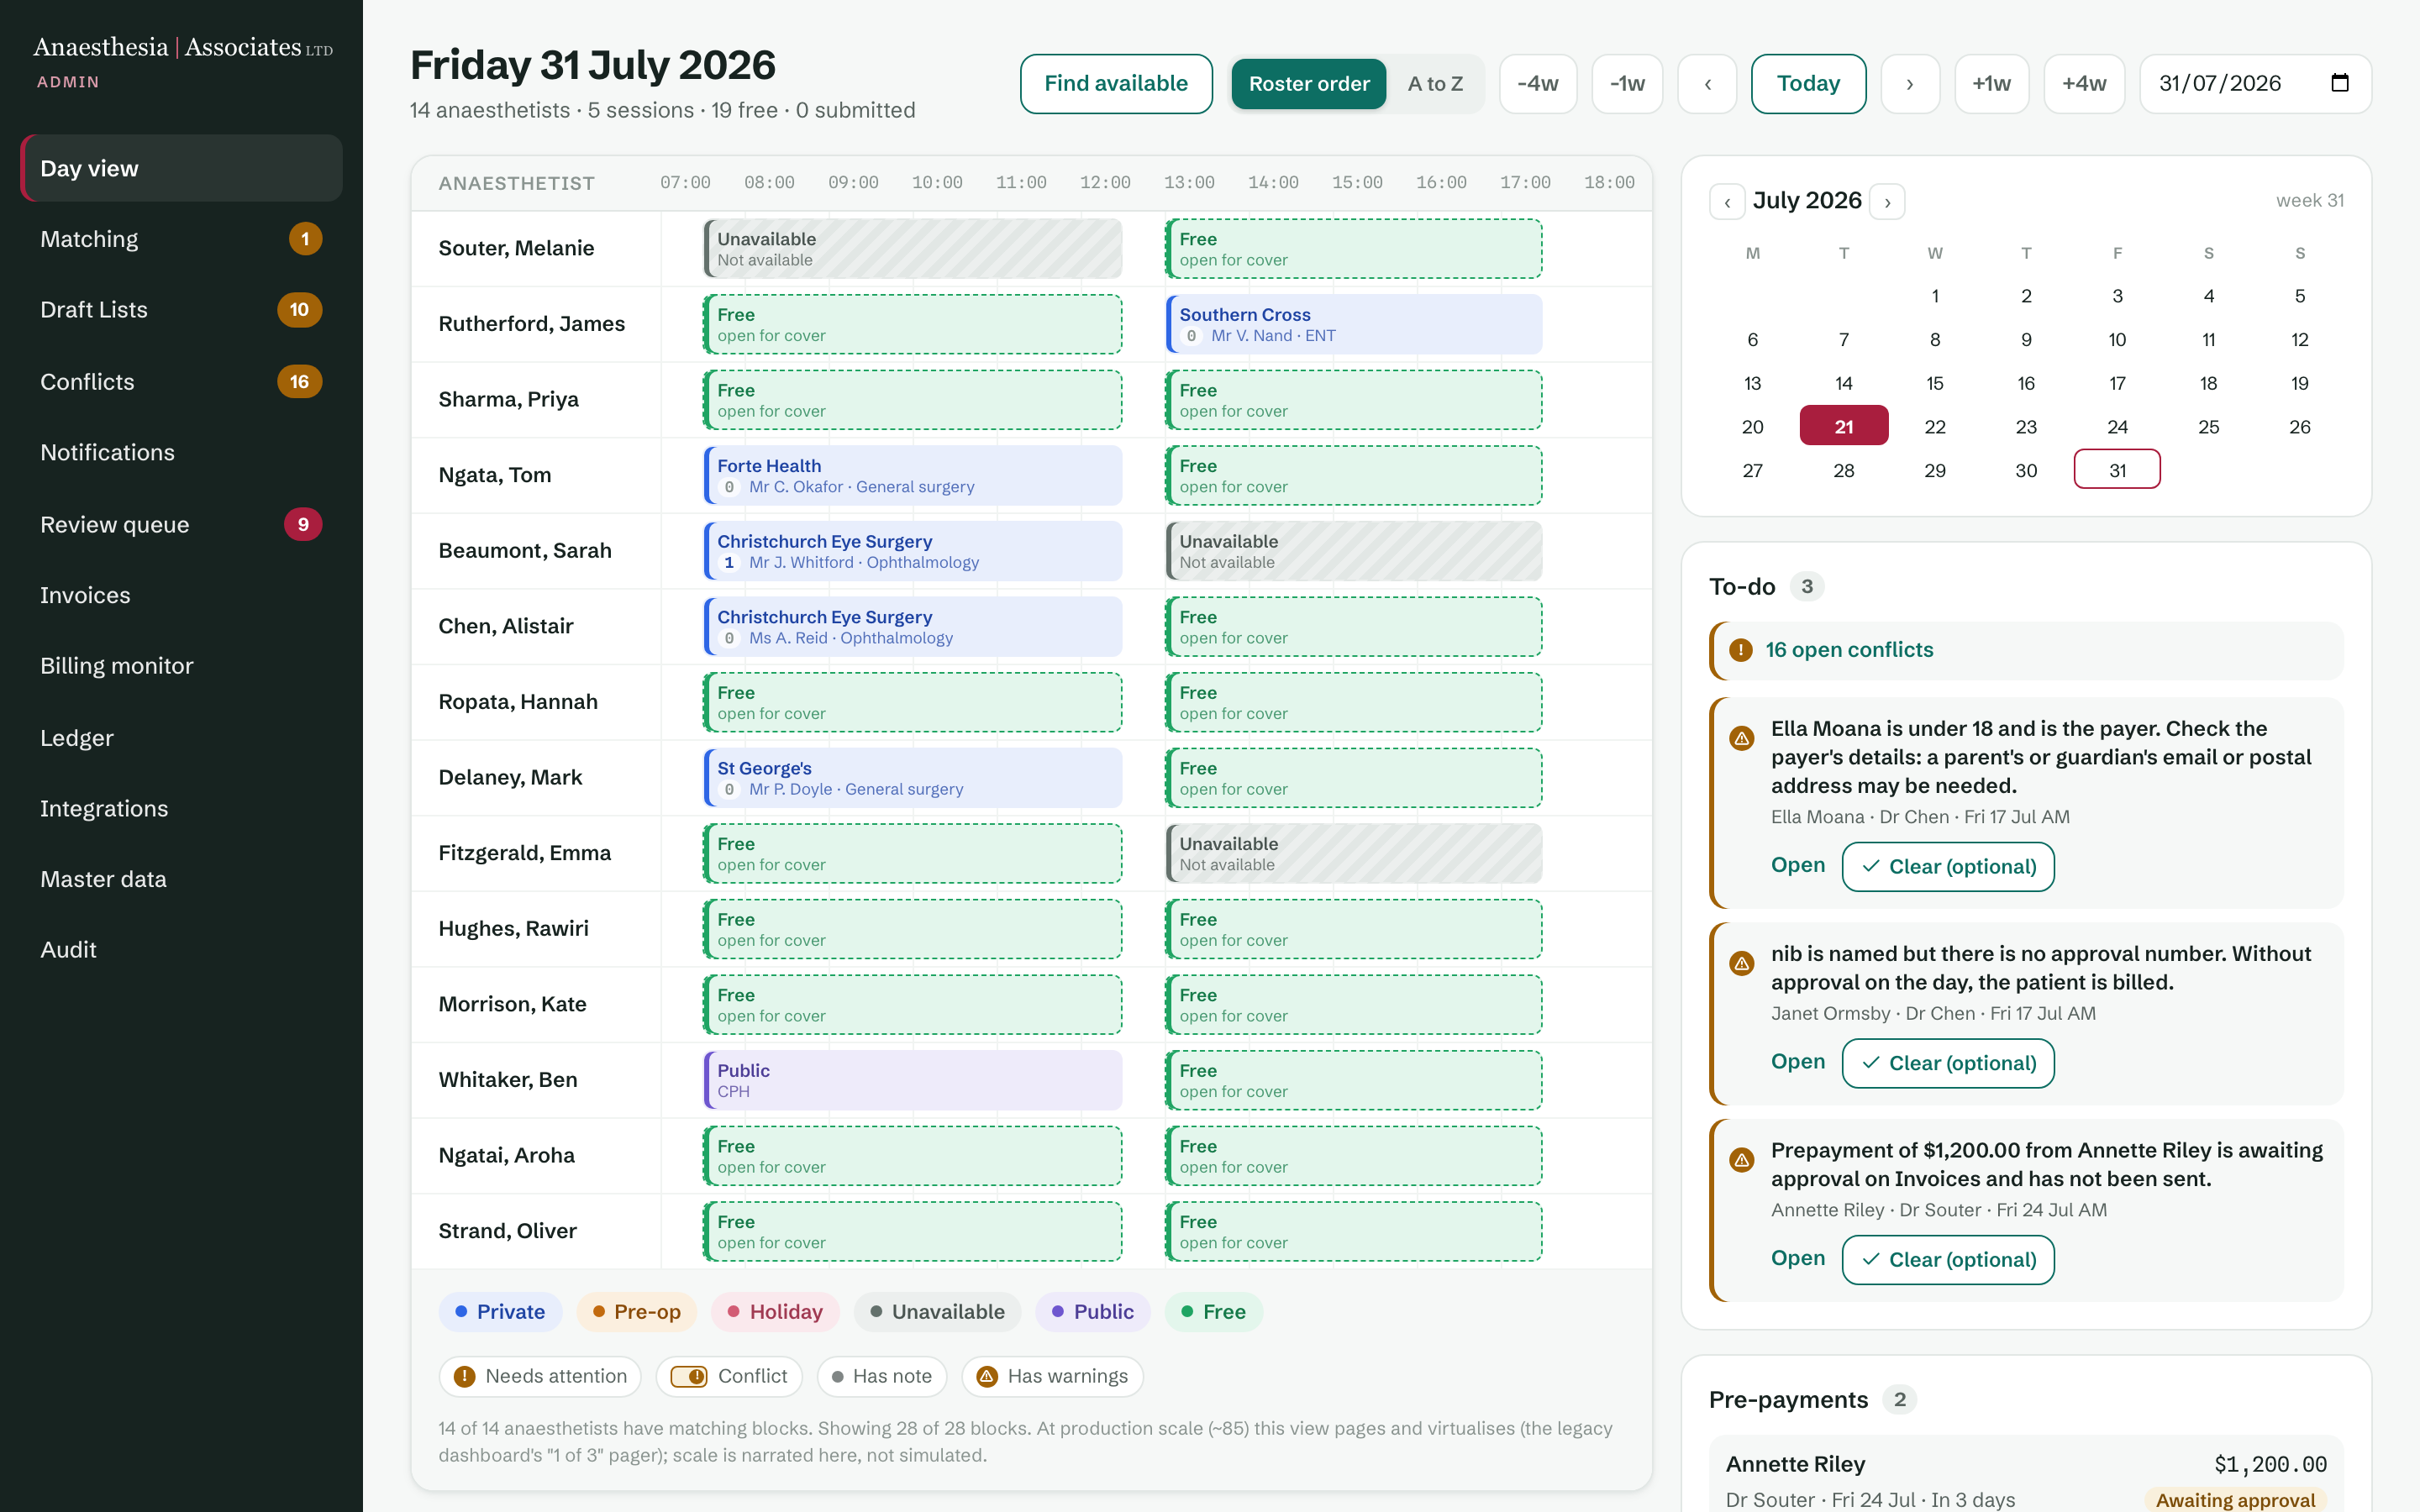 Anaesthesia | Associates LTD
ADMIN
Day view
Matching 1
Draft Lists 10
Conflicts 16
Notifications
Review queue 9
Invoices
Billing monitor
Ledger
Integrations
Master data
Audit
Friday 31 July 2026
14 anaesthetists · 5 sessions · 19 free · 0 submitted
Find available Roster order A to Z -4w -1w ‹ Today › +1w +4w 31/07/2026
ANAESTHETIST 07:00 08:00 09:00 10:00 11:00 12:00 13:00 14:00 15:00 16:00 17:00 18:00
Souter, Melanie
Unavailable
Not available
Free
open for cover
Rutherford, James
Free
open for cover
Southern Cross
0 Mr V. Nand · ENT
Sharma, Priya
Free
open for cover
Free
open for cover
Ngata, Tom
Forte Health
0 Mr C. Okafor · General surgery
Free
open for cover
Beaumont, Sarah
Christchurch Eye Surgery
1 Mr J. Whitford · Ophthalmology
Unavailable
Not available
Chen, Alistair
Christchurch Eye Surgery
0 Ms A. Reid · Ophthalmology
Free
open for cover
Ropata, Hannah
Free
open for cover
Free
open for cover
Delaney, Mark
St George's
0 Mr P. Doyle · General surgery
Free
open for cover
Fitzgerald, Emma
Free
open for cover
Unavailable
Not available
Hughes, Rawiri
Free
open for cover
Free
open for cover
Morrison, Kate
Free
open for cover
Free
open for cover
Whitaker, Ben
Public
CPH
Free
open for cover
Ngatai, Aroha
Free
open for cover
Free
open for cover
Strand, Oliver
Free
open for cover
Free
open for cover
Private Pre-op Holiday Unavailable Public Free
! Needs attention ! Conflict Has note Has warnings
14 of 14 anaesthetists have matching blocks. Showing 28 of 28 blocks. At production scale (~85) this view pages and virtualises (the legacy
dashboard's "1 of 3" pager); scale is narrated here, not simulated.
‹ July 2026 › week 31
M T W T F S S
1 2 3 4 5
6 7 8 9 10 11 12
13 14 15 16 17 18 19
20 21 22 23 24 25 26
27 28 29 30 31
To-do 3
! 16 open conflicts
Ella Moana is under 18 and is the payer. Check the
payer's details: a parent's or guardian's email or postal
address may be needed.
Ella Moana · Dr Chen · Fri 17 Jul AM
Open ✓ Clear (optional)
nib is named but there is no approval number. Without
approval on the day, the patient is billed.
Janet Ormsby · Dr Chen · Fri 17 Jul AM
Open ✓ Clear (optional)
Prepayment of $1,200.00 from Annette Riley is awaiting
approval on Invoices and has not been sent.
Annette Riley · Dr Souter · Fri 24 Jul AM
Open ✓ Clear (optional)
Pre-payments 2
Annette Riley $1,200.00
Dr Souter · Fri 24 Jul · In 3 days Awaiting approval